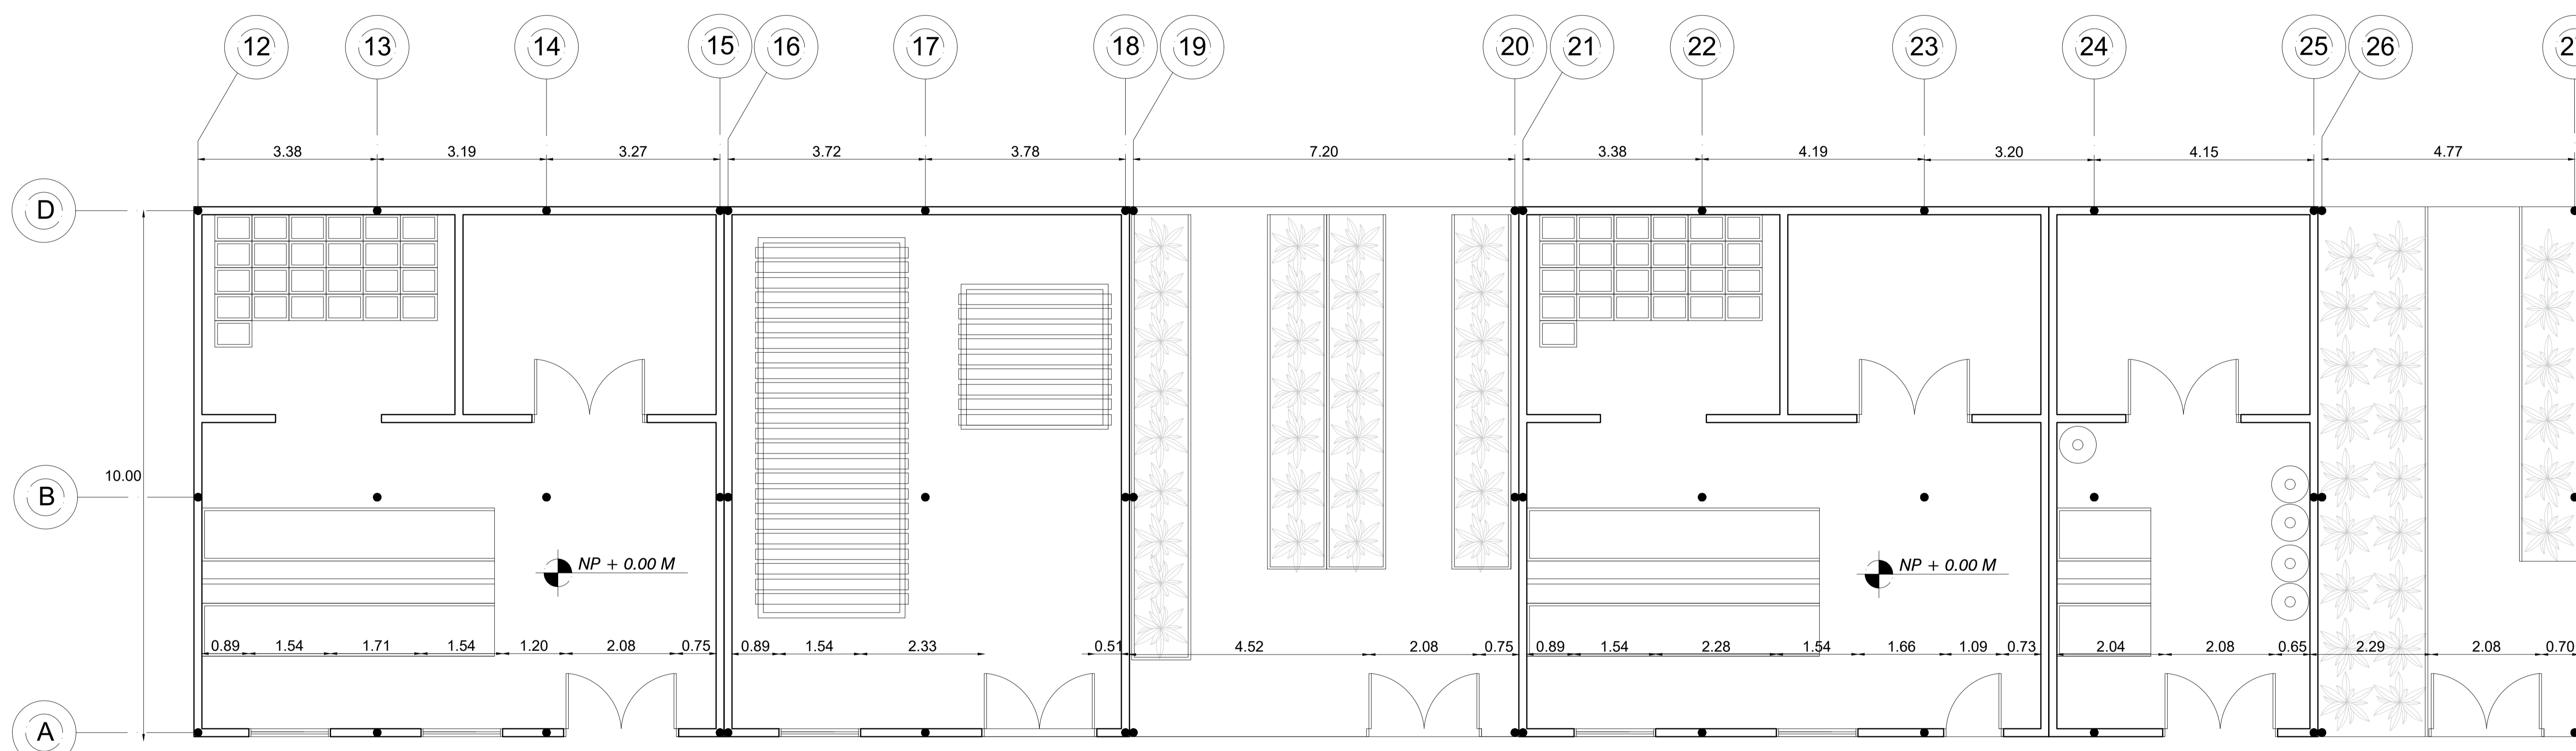 12 13 14 15 16 17 18 19 20 21 22 23 24 25 26
3.38 3.19 3.27 3.72 3.78 7.20 3.38 4.19 3.20 4.15 4.77
D
10.00
B
NP + 0.00 M NP + 0.00 M
0.89 1.54 1.71 1.54 1.20 2.08 0.75 0.89 1.54 2.33 0.51 4.52 2.08 0.75 0.89 1.54 2.28 1.54 1.66 1.09 0.73 2.04 2.08 0.65 2.29 2.08 0.70
A